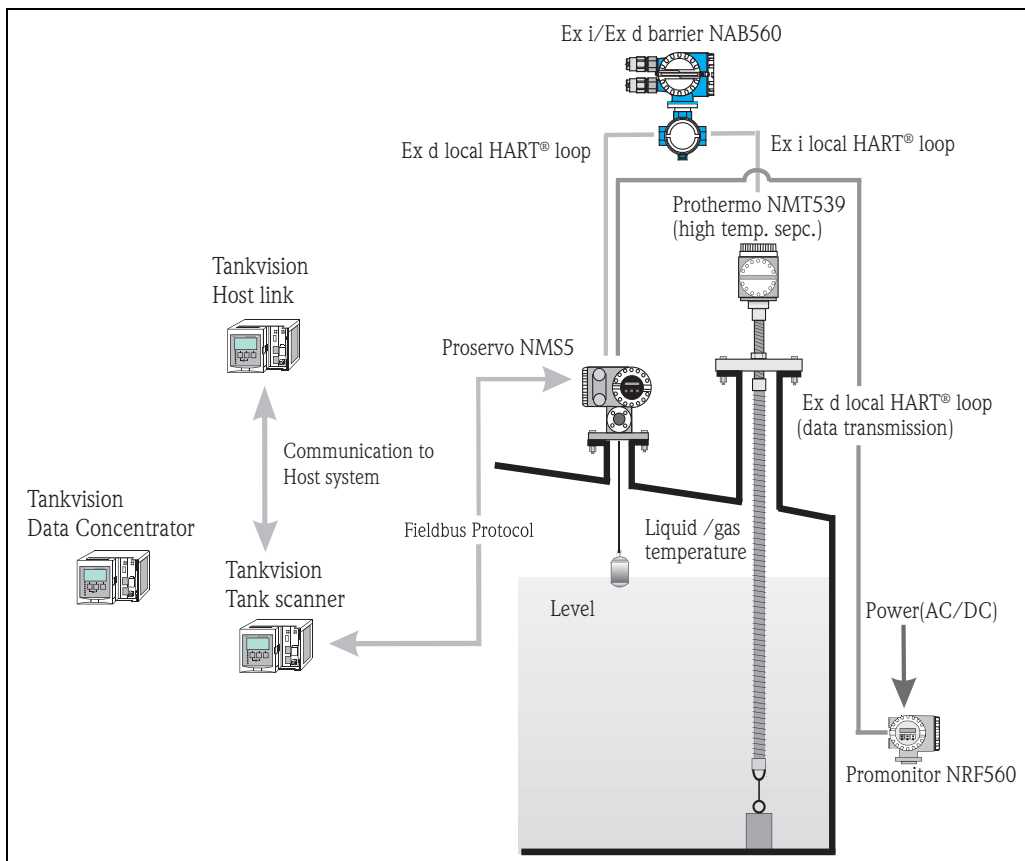 Ex i/Ex d barrier NAB560
Ex d local HART® loop
Ex i local HART® loop
Prothermo NMT539
(high temp. sepc.)
Tankvision
Host link
Proservo NMS5
Ex d local HART® loop
(data transmission)
Communication to
Host system
Tankvision
Data Concentrator
Fieldbus Protocol
Liquid /gas
temperature
Tankvision
Tank scanner
Level
Power(AC/DC)
Promonitor NRF560